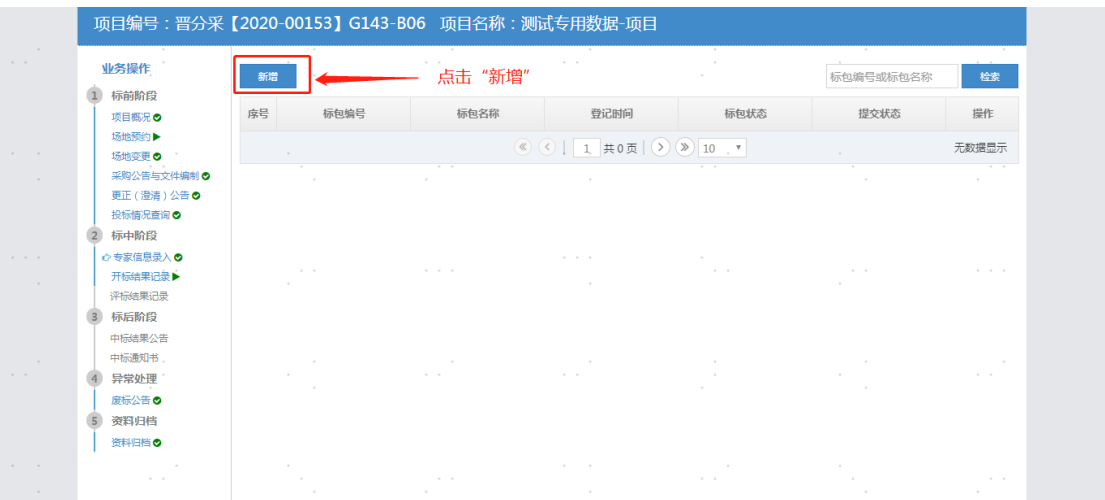 项目编号：晋分采【2020-00153】G143-B06 项目名称：测试专用数据-项目
业务操作
1 标前阶段
项目概况
场地预约
场地变更
采购公告与文件编制
更正（澄清）公告
投标情况查询
2 标中阶段
专家信息录入
开标结果记录
评标结果记录
3 标后阶段
中标结果公告
中标通知书
4 异常处理
废标公告
5 资料归档
资料归档
新增
点击“新增”
标包编号或标包名称 检索
序号 标包编号 标包名称 登记时间 标包状态 提交状态 操作
1 共 0 页 10 无数据显示